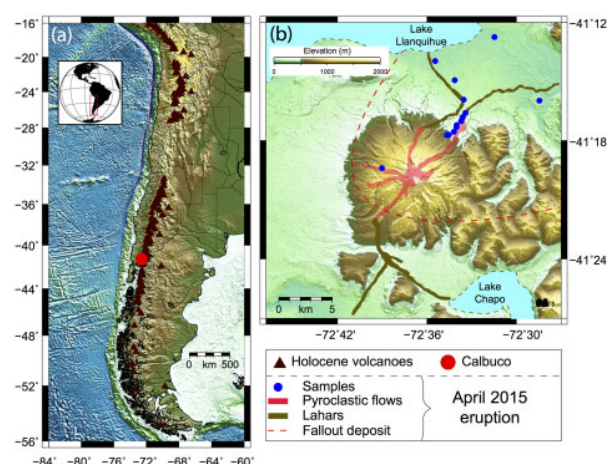 (a)
−16
−20
−24
−28
−32
−36
−40
−44
−48
−52
−56
−84 −80 −76 −72 −68 −64 −60
0 km 500
(b)
Lake
Llanquihue
Elevation (m)
0 1000 2000
−41°12
−41°18
−41°24
Lake
Chapo
0 km 5
−72°42 −72°36 −72°30
Holocene volcanoes
Calbuco
Samples
Pyroclastic flows
Lahars
Fallout deposit
April 2015
eruption